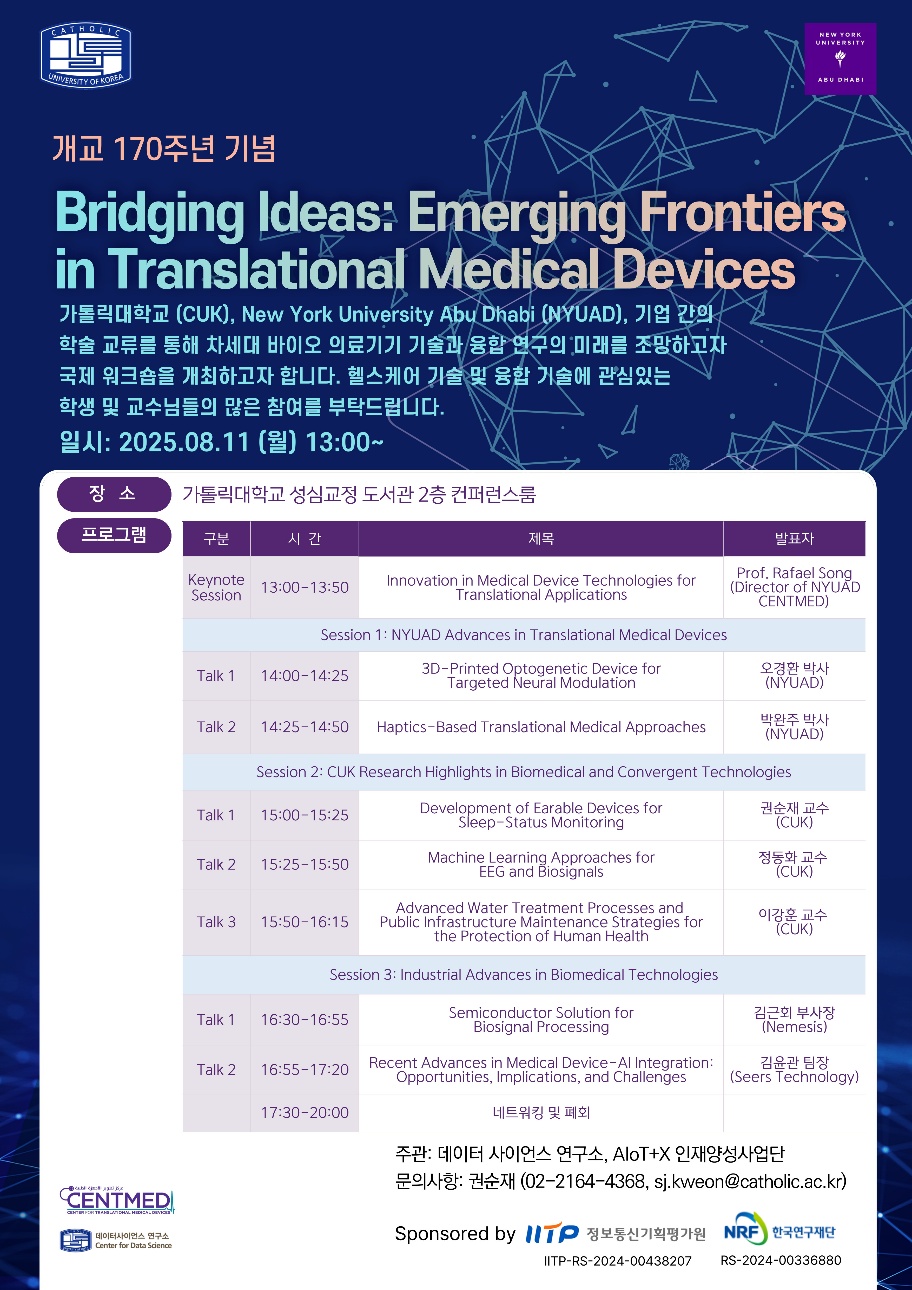 CATHOLIC
UNIVERSITY OF KOREA
NEW YORK
UNIVERSITY
ABU DHABI
개교 170주년 기념
Bridging Ideas: Emerging Frontiers
in Translational Medical Devices
가톨릭대학교 (CUK), New York University Abu Dhabi (NYUAD), 기업 간의
학술 교류를 통해 차세대 바이오 의료기기 기술과 융합 연구의 미래를 조망하고자
국제 워크숍을 개최하고자 합니다. 헬스케어 기술 및 융합 기술에 관심있는
학생 및 교수님들의 많은 참여를 부탁드립니다.
일시: 2025.08.11 (월) 13:00~
장 소
가톨릭대학교 성심교정 도서관 2층 컨퍼런스룸
프로그램
구분 시 간 제목 발표자
Keynote
Session
13:00-13:50
Innovation in Medical Device Technologies for
Translational Applications
Prof. Rafael Song
(Director of NYUAD
CENTMED)
Session 1: NYUAD Advances in Translational Medical Devices
Talk 1
14:00-14:25
3D-Printed Optogenetic Device for
Targeted Neural Modulation
오경환 박사
(NYUAD)
Talk 2
14:25-14:50
Haptics-Based Translational Medical Approaches
박완주 박사
(NYUAD)
Session 2: CUK Research Highlights in Biomedical and Convergent Technologies
Talk 1
15:00-15:25
Development of Earable Devices for
Sleep-Status Monitoring
권순재 교수
(CUK)
Talk 2
15:25-15:50
Machine Learning Approaches for
EEG and Biosignals
정동화 교수
(CUK)
Talk 3
15:50-16:15
Advanced Water Treatment Processes and
Public Infrastructure Maintenance Strategies for
the Protection of Human Health
이강훈 교수
(CUK)
Session 3: Industrial Advances in Biomedical Technologies
Talk 1
16:30-16:55
Semiconductor Solution for
Biosignal Processing
김근회 부사장
(Nemesis)
Talk 2
16:55-17:20
Recent Advances in Medical Device-AI Integration:
Opportunities, Implications, and Challenges
김윤관 팀장
(Seers Technology)
17:30-20:00
네트워킹 및 폐회
주관: 데이터 사이언스 연구소, AIoT+X 인재양성사업단
문의사항: 권순재 (02-2164-4368, sj.kweon@catholic.ac.kr)
CENTMED
CENTER FOR TRANSLATIONAL MEDICAL DEVICES
데이터사이언스 연구소
Center for Data Science
Sponsored by IITP 정보통신기획평가원 NRF 한국연구재단
IITP-RS-2024-00438207 RS-2024-00336880